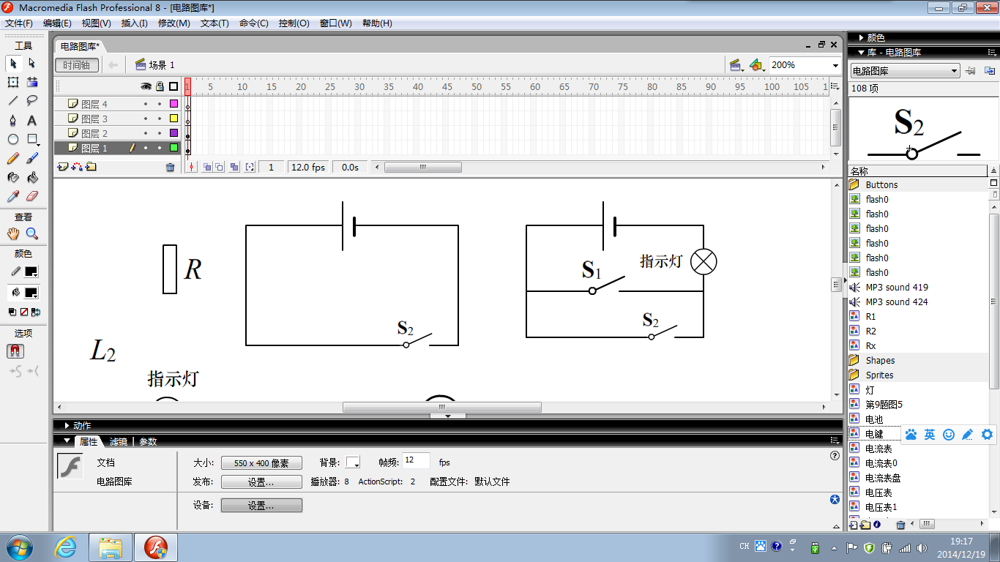 Macromedia Flash Professional 8 - [电路图库*]
文件(F) 编辑(E) 视图(V) 插入(I) 修改(M) 文本(T) 命令(C) 控制(O) 窗口(W) 帮助(H)
工具
查看
颜色
选项
电路图库*
时间轴 场景 1 200%
1 5 10 15 20 25 30 35 40 45 50 55 60 65 70 75 80 85 90 95 100 105 1
图层 4
图层 3
图层 2
图层 1
1 12.0 fps 0.0s
R
L2
指示灯
S2
S1
指示灯
S2
动作
属性 滤镜 参数
文档
电路图库
大小: 550 x 400 像素 背景: 帧频: 12 fps
发布: 设置... 播放器: 8 ActionScript: 2 配置文件: 默认文件
设备: 设置...
颜色
库 - 电路图库
电路图库
108 项
S2
名称
Buttons
flash0
flash0
flash0
flash0
flash0
flash0
MP3 sound 419
MP3 sound 424
R1
R2
Rx
Shapes
Sprites
灯
第9题图5
电池
电键
英
电流表
电流表0
电流表盘
电压表
电压表1
CH
19:17
2014/12/19